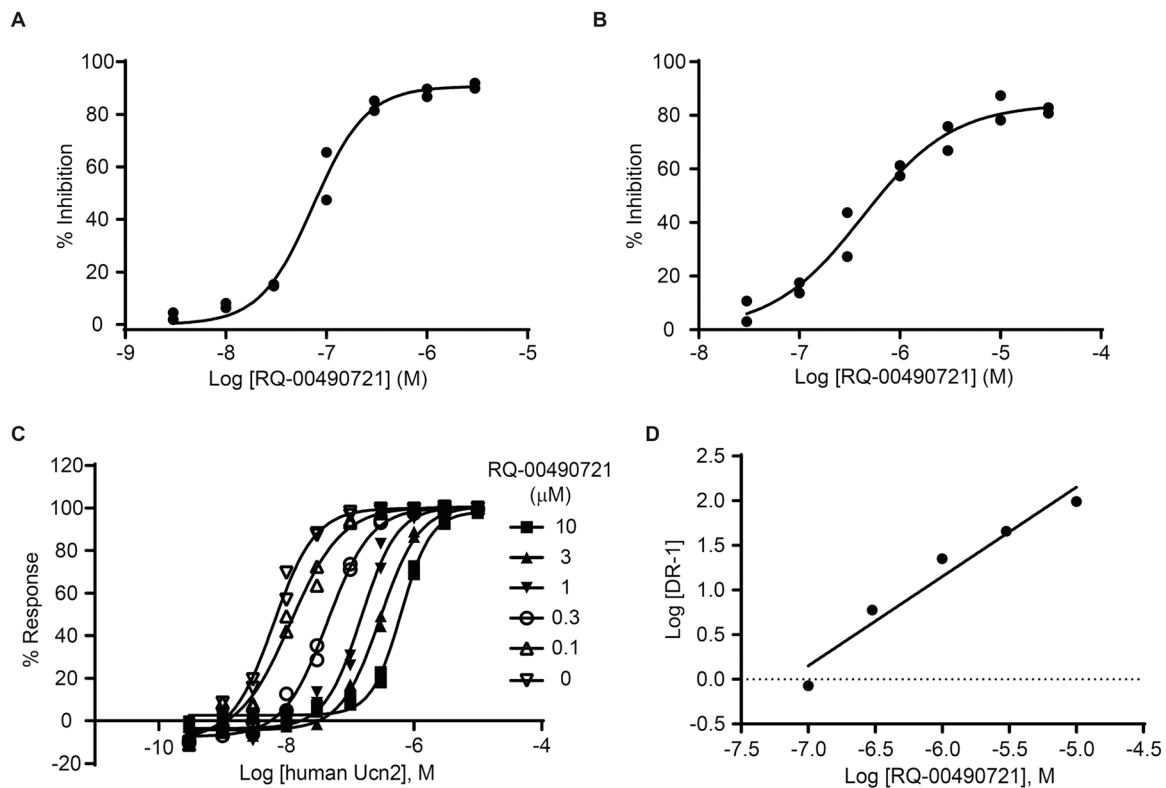 A
% Inhibition
100
80
60
40
20
0
-9 -8 -7 -6 -5
Log [RQ-00490721] (M)
B
% Inhibition
100
80
60
40
20
0
-8 -7 -6 -5 -4
Log [RQ-00490721] (M)
C
% Response
120
100
80
60
40
20
0
-20
-10 -8 -6 -4
Log [human Ucn2], M
RQ-00490721
(μM)
10
3
1
0.3
0.1
0
D
Log [DR-1]
2.5
2.0
1.5
1.0
0.5
0.0
-0.5
-7.5 -7.0 -6.5 -6.0 -5.5 -5.0 -4.5
Log [RQ-00490721], M